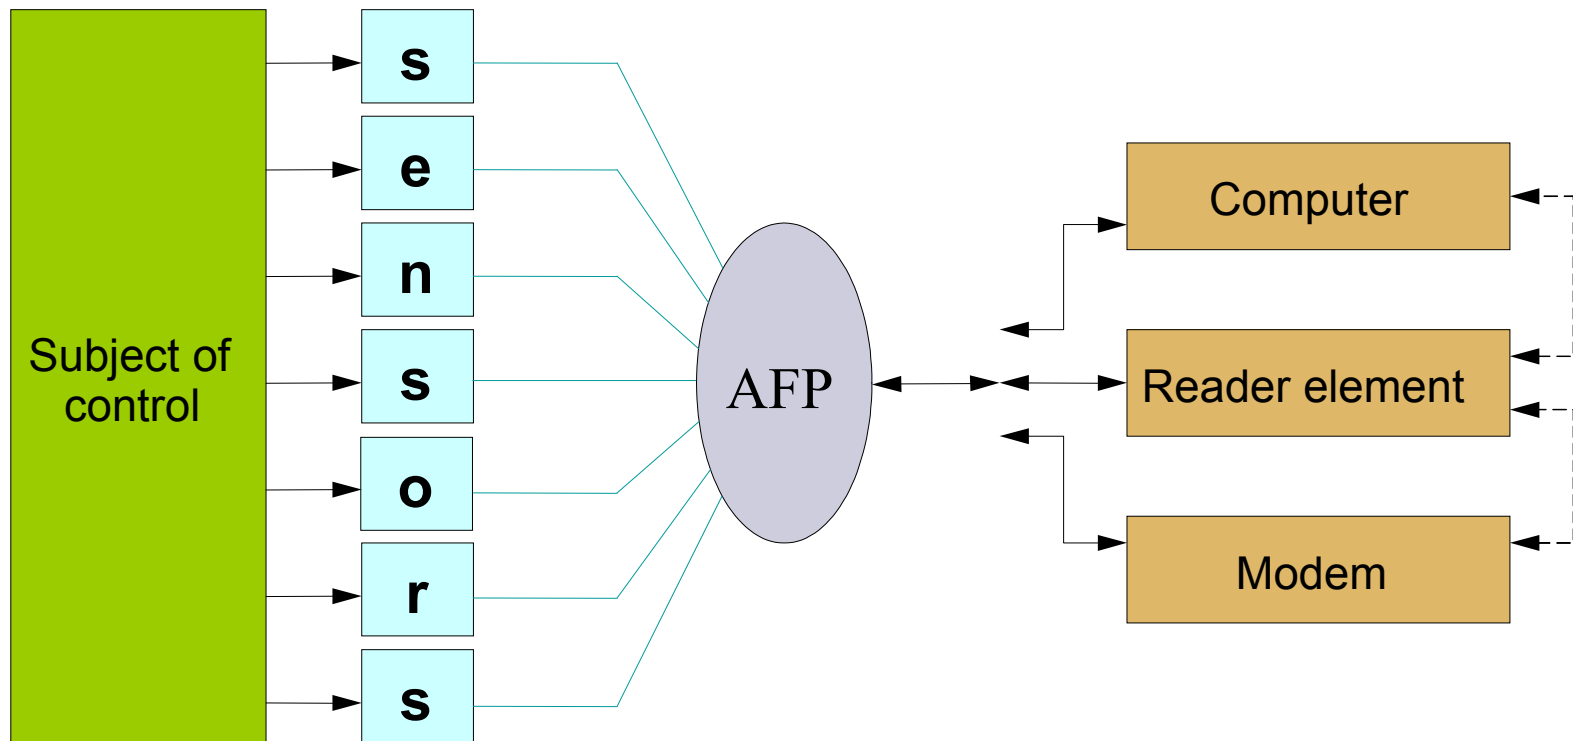 Subject of
control
s
e
n
s
o
r
s
AFP
Computer
Reader element
Modem